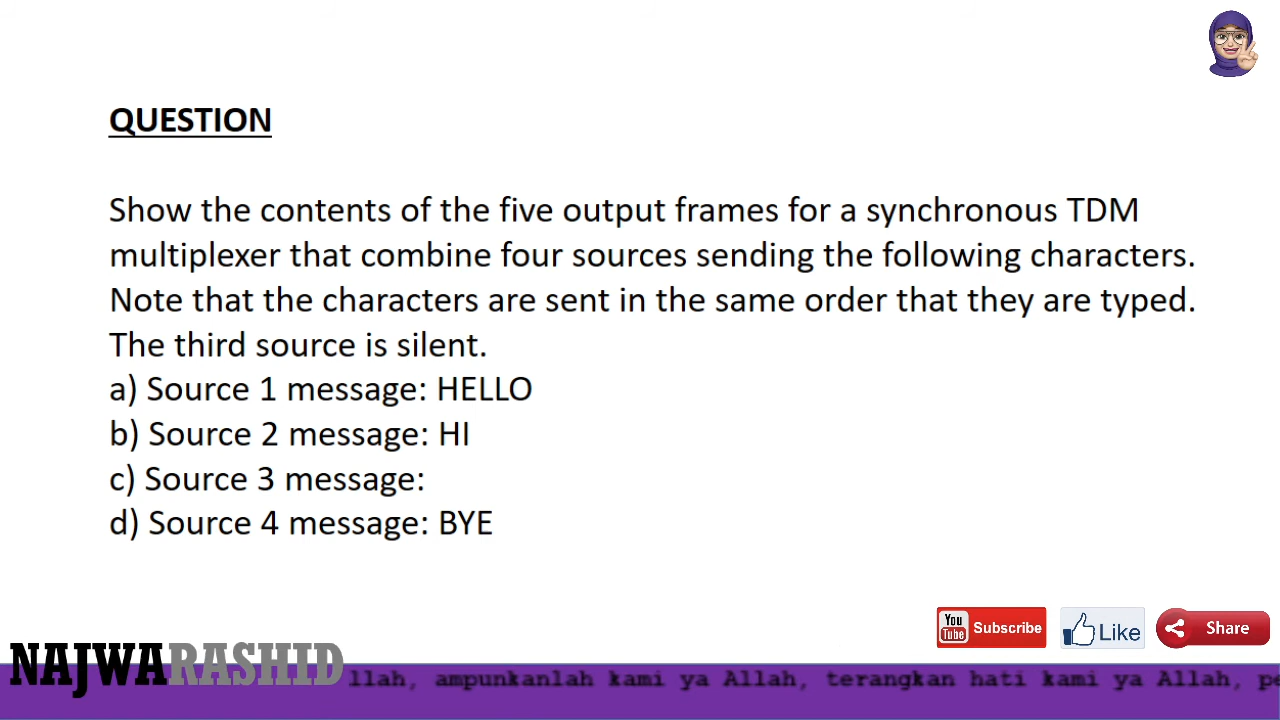 QUESTION
Show the contents of the five output frames for a synchronous TDM
multiplexer that combine four sources sending the following characters.
Note that the characters are sent in the same order that they are typed.
The third source is silent.
a) Source 1 message: HELLO
b) Source 2 message: HI
c) Source 3 message:
d) Source 4 message: BYE
You
Tube
Subscribe
Like
Share
NAJWARASHID
llah, ampunkanlah kami ya Allah, terangkan hati kami ya Allah, pe